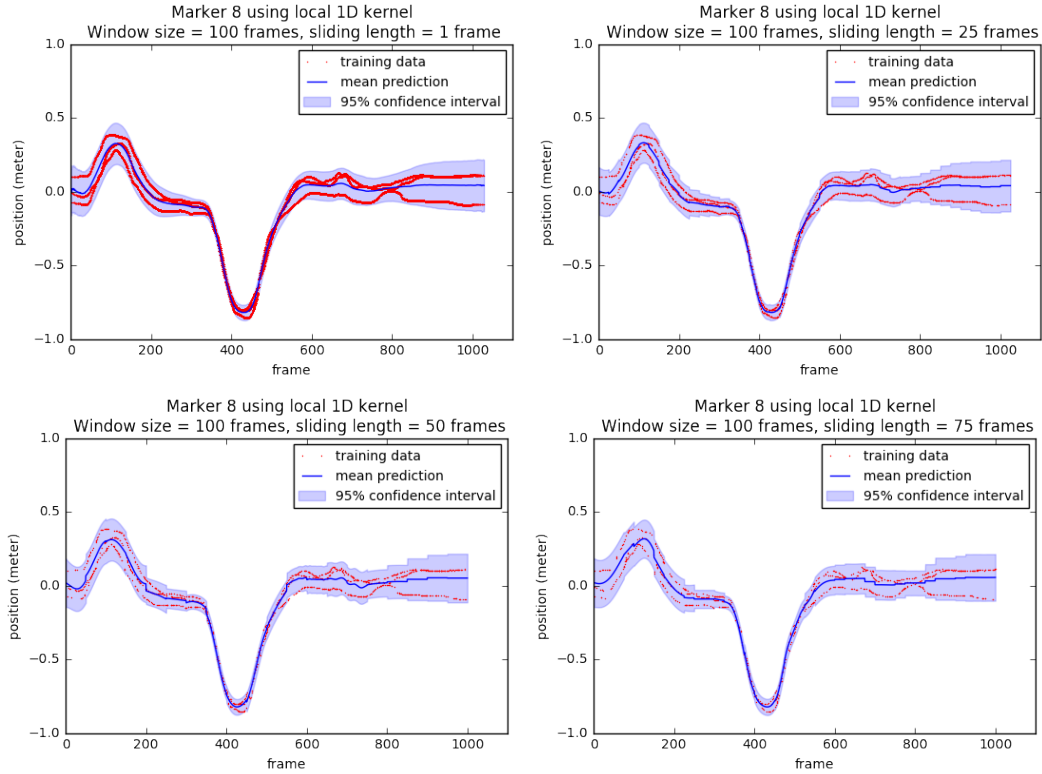 Marker 8 using local 1D kernel
Window size = 100 frames, sliding length = 1 frame
training data
mean prediction
95% confidence interval
position (meter)
1.0
0.5
0.0
−0.5
−1.0
0 200 400 600 800 1000
frame
Marker 8 using local 1D kernel
Window size = 100 frames, sliding length = 25 frames
training data
mean prediction
95% confidence interval
position (meter)
1.0
0.5
0.0
−0.5
−1.0
0 200 400 600 800 1000
frame
Marker 8 using local 1D kernel
Window size = 100 frames, sliding length = 50 frames
training data
mean prediction
95% confidence interval
position (meter)
1.0
0.5
0.0
−0.5
−1.0
0 200 400 600 800 1000
frame
Marker 8 using local 1D kernel
Window size = 100 frames, sliding length = 75 frames
training data
mean prediction
95% confidence interval
position (meter)
1.0
0.5
0.0
−0.5
−1.0
0 200 400 600 800 1000
frame